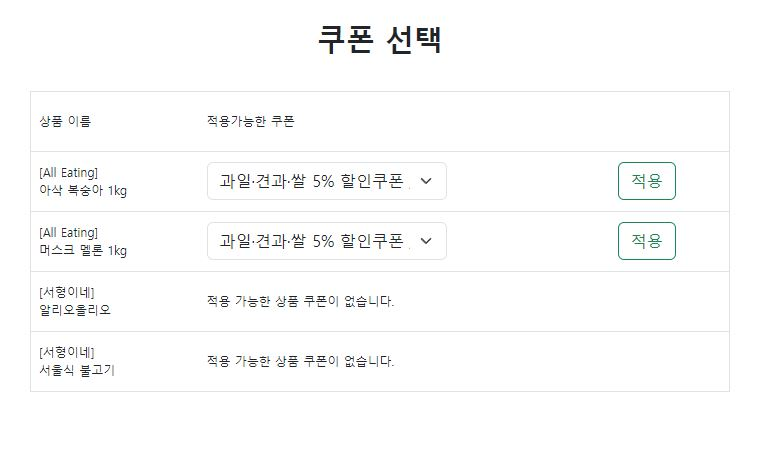 쿠폰 선택
상품 이름 적용가능한 쿠폰
[All Eating]
아삭 복숭아 1kg
과일·견과·쌀 5% 할인쿠폰 적용
[All Eating]
머스크 멜론 1kg
과일·견과·쌀 5% 할인쿠폰 적용
[서형이네]
알리오올리오
적용 가능한 상품 쿠폰이 없습니다.
[서형이네]
서울식 불고기
적용 가능한 상품 쿠폰이 없습니다.